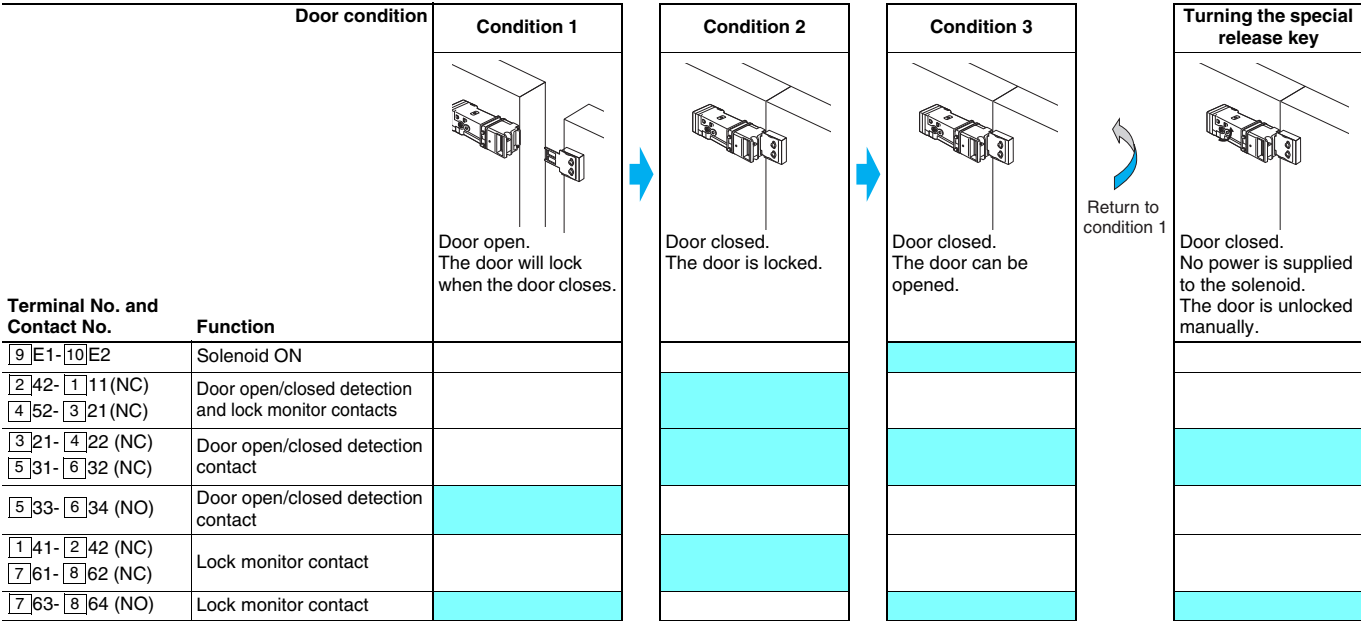 Door condition
Condition 1
Condition 2
Condition 3
Turning the special
release key
Door open.
The door will lock
when the door closes.
Door closed.
The door is locked.
Door closed.
The door can be
opened.
Return to
condition 1
Door closed.
No power is supplied
to the solenoid.
The door is unlocked
manually.
Terminal No. and
Contact No.
Function
9 E1- 10 E2
Solenoid ON
2 42- 1 11(NC)
4 52- 3 21(NC)
Door open/closed detection
and lock monitor contacts
3 21- 4 22 (NC)
5 31- 6 32 (NC)
Door open/closed detection
contact
5 33- 6 34 (NO)
Door open/closed detection
contact
1 41- 2 42 (NC)
7 61- 8 62 (NC)
Lock monitor contact
7 63- 8 64 (NO)
Lock monitor contact